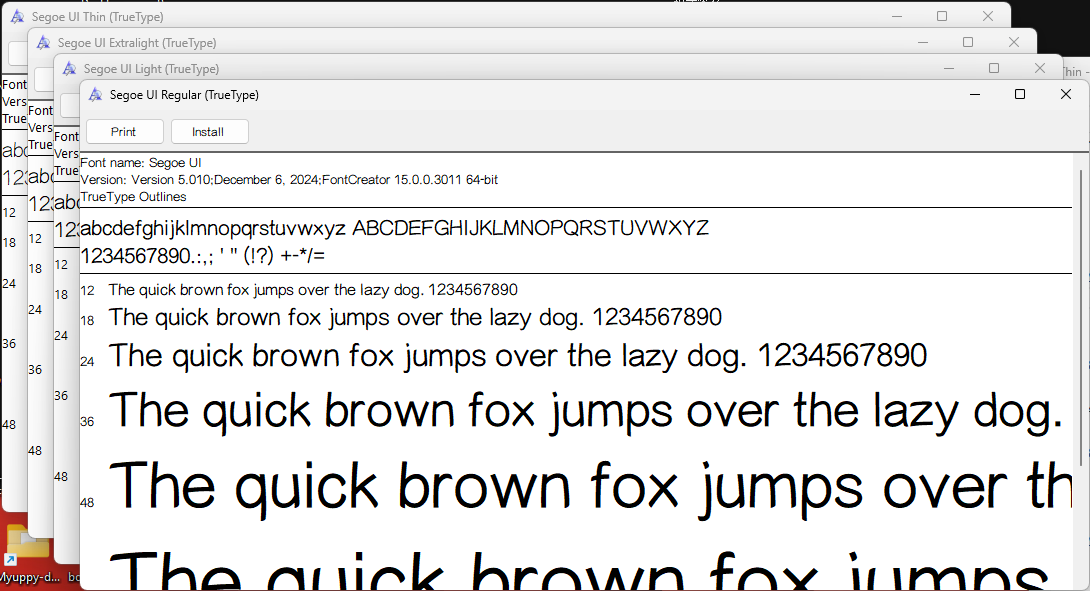 Segoe UI Thin (TrueType)
Segoe UI Extralight (TrueType)
Segoe UI Light (TrueType)
Thin -
Segoe UI Regular (TrueType)
Print Install
Font
Vers
True
Font
Vers
True
Font
Vers
True
Font name: Segoe UI
Version: Version 5.010;December 6, 2024;FontCreator 15.0.0.3011 64-bit
TrueType Outlines
abc
123
abc
123
abc
123
abcdefghijklmnopqrstuvwxyz ABCDEFGHIJKLMNOPQRSTUVWXYZ
1234567890.:,; ' " (!?) +-*/=
12
18
24
36
48
12
18
24
36
48
12
18
24
36
48
12 The quick brown fox jumps over the lazy dog. 1234567890
18 The quick brown fox jumps over the lazy dog. 1234567890
24 The quick brown fox jumps over the lazy dog. 1234567890
36 The quick brown fox jumps over the lazy dog.
48 The quick brown fox jumps over th
The quick brown fox jumps
Myuppy-d... bo